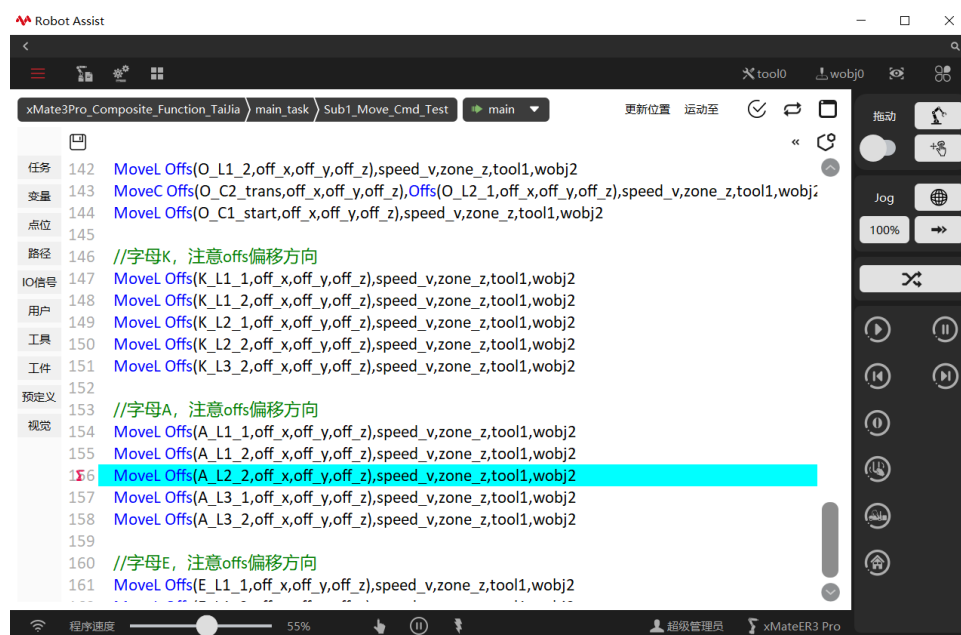 Robot Assist
tool0
wobj0
xMate3Pro_Composite_Function_TaiJia
main_task
Sub1_Move_Cmd_Test
main
更新位置
运动至
拖动
任务
变量
点位
路径
IO信号
用户
工具
工件
预定义
视觉
142 MoveL Offs(O_L1_2,off_x,off_y,off_z),speed_v,zone_z,tool1,wobj2
143 MoveC Offs(O_C2_trans,off_x,off_y,off_z),Offs(O_L2_1,off_x,off_y,off_z),speed_v,zone_z,tool1,wobj2
144 MoveL Offs(O_C1_start,off_x,off_y,off_z),speed_v,zone_z,tool1,wobj2
145
146 //字母K，注意offs偏移方向
147 MoveL Offs(K_L1_1,off_x,off_y,off_z),speed_v,zone_z,tool1,wobj2
148 MoveL Offs(K_L1_2,off_x,off_y,off_z),speed_v,zone_z,tool1,wobj2
149 MoveL Offs(K_L2_1,off_x,off_y,off_z),speed_v,zone_z,tool1,wobj2
150 MoveL Offs(K_L2_2,off_x,off_y,off_z),speed_v,zone_z,tool1,wobj2
151 MoveL Offs(K_L3_2,off_x,off_y,off_z),speed_v,zone_z,tool1,wobj2
152
153 //字母A，注意offs偏移方向
154 MoveL Offs(A_L1_1,off_x,off_y,off_z),speed_v,zone_z,tool1,wobj2
155 MoveL Offs(A_L1_2,off_x,off_y,off_z),speed_v,zone_z,tool1,wobj2
156 MoveL Offs(A_L2_2,off_x,off_y,off_z),speed_v,zone_z,tool1,wobj2
157 MoveL Offs(A_L3_1,off_x,off_y,off_z),speed_v,zone_z,tool1,wobj2
158 MoveL Offs(A_L3_2,off_x,off_y,off_z),speed_v,zone_z,tool1,wobj2
159
160 //字母E，注意offs偏移方向
161 MoveL Offs(E_L1_1,off_x,off_y,off_z),speed_v,zone_z,tool1,wobj2
Jog
100%
程序速度
55%
超级管理员
xMateER3 Pro